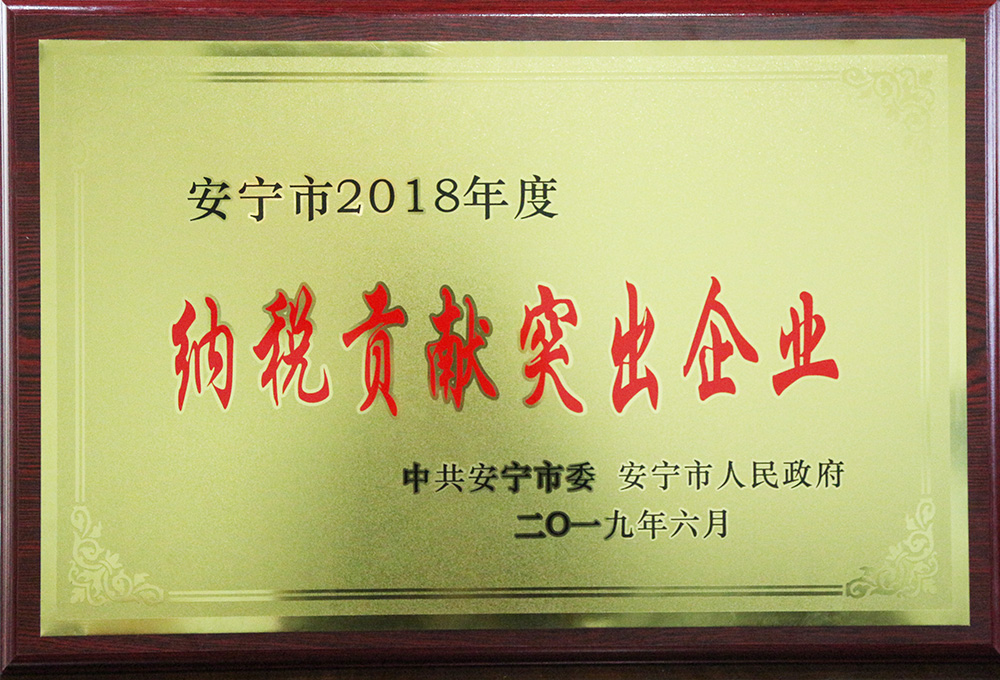 安宁市2018年度
纳税贡献突出企业
中共安宁市委 安宁市人民政府
二〇一九年六月